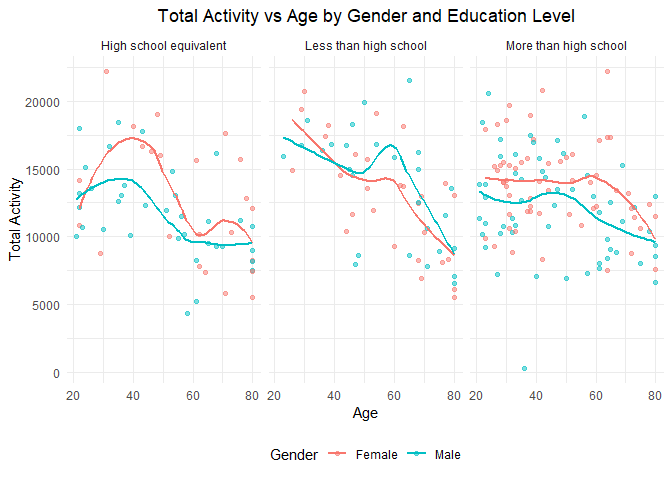 Total Activity vs Age by Gender and Education Level
High school equivalent
Less than high school
More than high school
Total Activity
20000
15000
10000
5000
0
20 40 60 80
20 40 60 80
20 40 60 80
Age
Gender Female Male